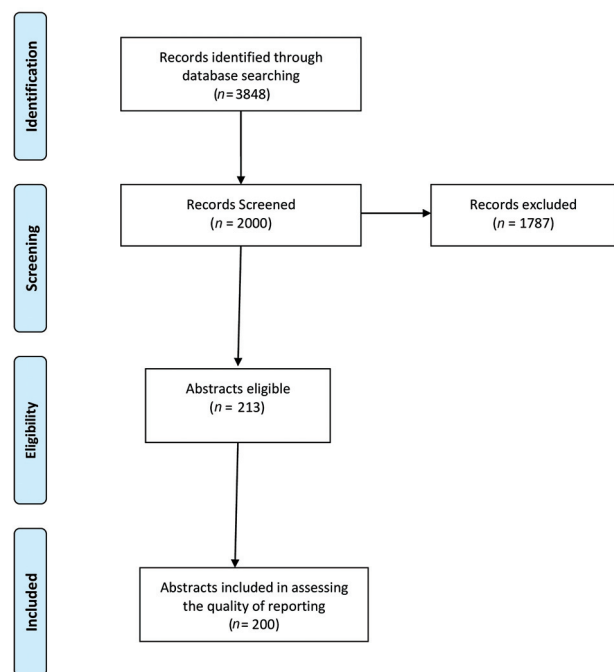 Identification
Records identified through
database searching
(n=3848)
Screening
Records Screened
(n = 2000)
Records excluded
(n = 1787)
Eligibility
Abstracts eligible
(n = 213)
Included
Abstracts included in assessing
the quality of reporting
(n=200)